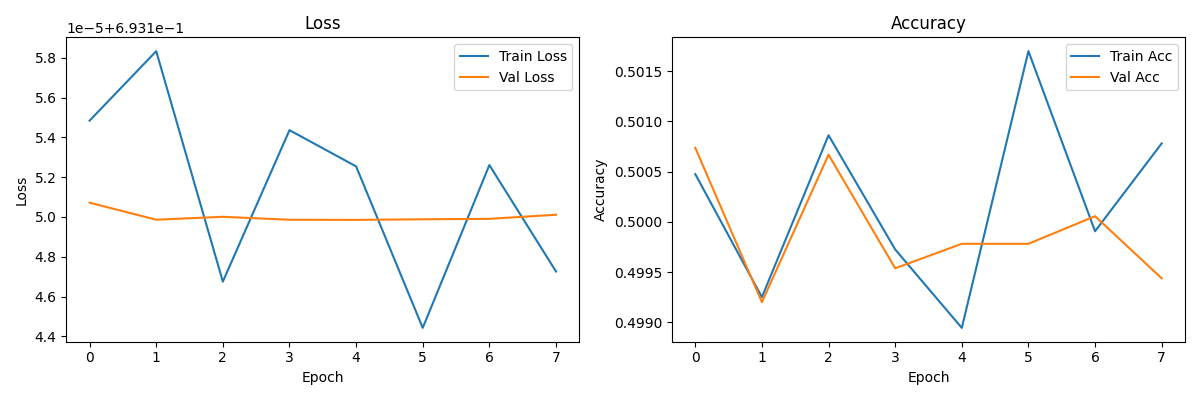 Loss
1e−5+6.931e−1
5.8
5.6
5.4
5.2
5.0
4.8
4.6
4.4
Loss
0 1 2 3 4 5 6 7
Epoch
Train Loss
Val Loss
Accuracy
0.5015
0.5010
0.5005
0.5000
0.4995
0.4990
Accuracy
0 1 2 3 4 5 6 7
Epoch
Train Acc
Val Acc